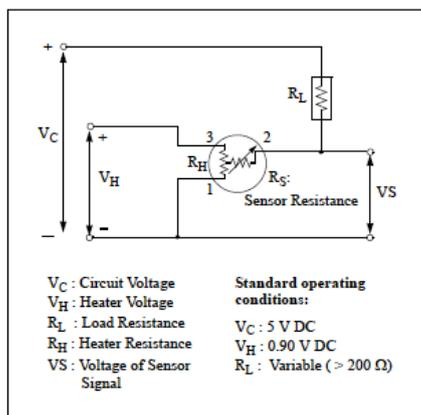 +
R_L
V_C
+
3
2
R_H
V_H
1
R_S:
VS
Sensor Resistance
−
—
V_C : Circuit Voltage
V_H : Heater Voltage
R_L : Load Resistance
R_H : Heater Resistance
VS : Voltage of Sensor
Signal
Standard operating
conditions:
V_C : 5 V DC
V_H : 0.90 V DC
R_L : Variable ( > 200 Ω)